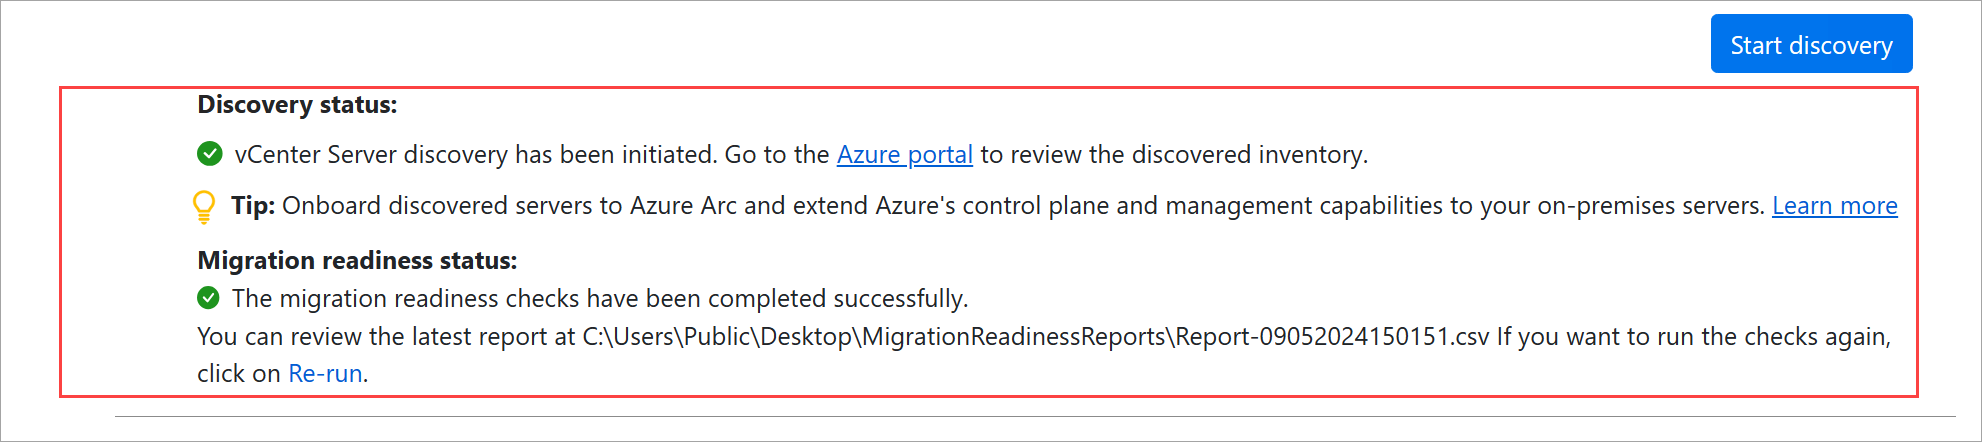 Start discovery
Discovery status:
vCenter Server discovery has been initiated. Go to the Azure portal to review the discovered inventory.
Tip: Onboard discovered servers to Azure Arc and extend Azure's control plane and management capabilities to your on-premises servers. Learn more
Migration readiness status:
The migration readiness checks have been completed successfully.
You can review the latest report at C:\Users\Public\Desktop\MigrationReadinessReports\Report-09052024150151.csv If you want to run the checks again,
click on Re-run.